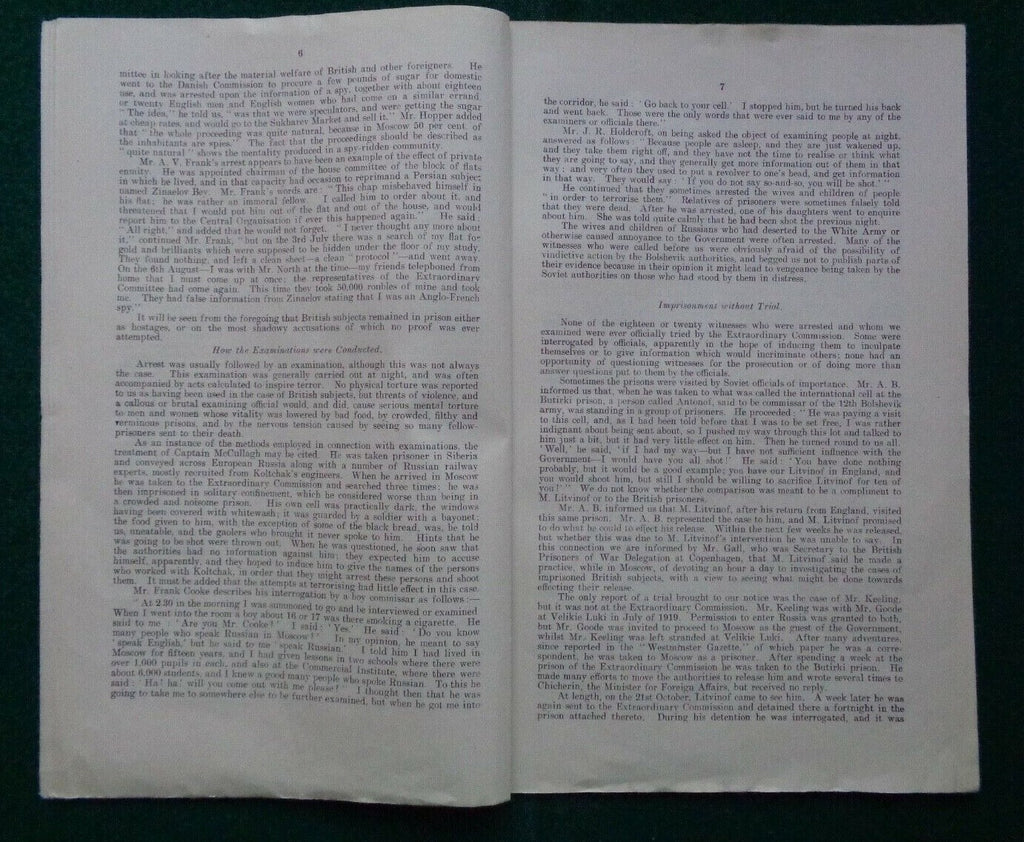 6
mittee in looking after the material welfare of British and other foreigners. He
went to the Danish Commission to procure a few pounds of sugar for domestic
use, and was arrested upon the information of a spy, together with about eighteen
or twenty English men and English women who had come on a similar errand.
"The idea," he told us, "was that we were speculators, and were getting the sugar
at cheap rates, and would go to the Sukharev Market and sell it." Mr. Hopper added
that "the whole proceeding was quite natural, because in Moscow 50 per cent. of
the inhabitants are spies." The fact that the proceedings should be described as
"quite natural" shows the mentality produced in a spy-ridden community.
Mr. A. V. Frank's arrest appears to have been an example of the effect of private
enmity. He was appointed chairman of the house committee of the block of flats
in which he lived, and in that capacity had occasion to reprimand a Persian subject
named Zinaelov Bey. Mr. Frank's words are: "This chap misbehaved himself in
his flat; he was rather an immoral fellow. I called him to order about it, and
threatened that I would put him out of the flat and out of the house, and would
report him to the Central Organisation if ever this happened again." He said:
"All right," and added that he would not forget. "I never thought any more about
it," continued Mr. Frank, "but on the 3rd July there was a search of my flat for
gold and brilliants which were supposed to be hidden under the floor of my study.
They found nothing, and left a clean sheet—a clean "protocol"—and went away.
On the 6th August—I was with Mr. North at the time—my friends telephoned from
home that I must come up at once; the representatives of the Extraordinary
Committee had come again. This time they took 50,000 roubles of mine and took
me. They had false information from Zinaelov stating that I was an Anglo-French
spy."
It will be seen from the foregoing that British subjects remained in prison either
as hostages, or on the most shadowy accusations of which no proof was ever
attempted.
How the Examinations were Conducted.
Arrest was usually followed by an examination, although this was not always
the case. This examination was generally carried out at night, and was often
accompanied by acts calculated to inspire terror. No physical torture was reported
to us as having been used in the case of British subjects, but threats of violence, and
a callous or brutal examining official would, and did, cause serious mental torture
to men and women whose vitality was lowered by bad food, by crowded, filthy and
verminous prisons, and by the nervous tension caused by seeing so many fellow-
prisoners sent to their death.
As an instance of the methods employed in connection with examinations, the
treatment of Captain McCullagh may be cited. He was taken prisoner in Siberia
and conveyed across European Russia along with a number of Russian railway
experts, mostly recruited from Koltchak's engineers. When he arrived in Moscow
he was taken to the Extraordinary Commission and searched three times: he was
then imprisoned in solitary confinement, which he considered worse than being in
a crowded and noisome prison. His own cell was practically dark, the windows
having been covered with whitewash; it was guarded by a soldier with a bayonet;
the food given to him, with the exception of some of the black bread, was, he told
us, uneatable, and the gaolers who brought it never spoke to him. Hints that he
was going to be shot were thrown out. When he was questioned, he soon saw that
the authorities had no information against him; they expected him to accuse
himself, apparently, and they hoped to induce him to give the names of the persons
who worked with Koltchak, in order that they might arrest these persons and shoot
them. It must be added that the attempts at terrorising had little effect in this case.
Mr. Frank Cooke describes his interrogation by a boy commissar as follows:—
"At 2.30 in the morning I was summoned to go and be interviewed or examined
When I went into the room a boy about 16 or 17 was there smoking a cigarette. He
said to me: 'Are you Mr. Cooke?' I said: 'Yes.' He said: 'Do you know
many people who speak Russian in Moscow?' In my opinion, he meant to say
'speak English,' but he said to me 'speak Russian.' I told him I had lived in
Moscow for fifteen years, and I had given lessons in two schools where there were
over 1,000 pupils in each, and also at the Commercial Institute, where there were
about 6,000 students, and I knew a good many people who spoke Russian. To this he
said: 'Ha! ha! will you come out with me please!' I thought then that he was
going to take me to somewhere else to be further examined, but when he got me into
7
the corridor, he said: 'Go back to your cell.' I stopped him, but he turned his back
and went back. Those were the only words that were ever said to me by any of the
examiners or officials there."
Mr. J. R. Holdcroft, on being asked the object of examining people at night,
answered as follows: "Because people are asleep, and they are just wakened up,
and they take them right off, and they have not the time to realise or think what
they are going to say, and they generally get more information out of them in that
way; and very often they used to put a revolver to one's head, and get information
in that way. They would say 'If you do not say so-and-so, you will be shot.'"
He continued that they sometimes arrested the wives and children of people
"in order to terrorise them." Relatives of prisoners were sometimes falsely told
that they were dead. After he was arrested, one of his daughters went to enquire
about him. She was told quite calmly that he had been shot the previous night.
The wives and children of Russians who had deserted to the White Army or
otherwise caused annoyance to the Government were often arrested. Many of the
witnesses who were called before us were obviously afraid of the possibility of
vindictive action by the Bolshevik authorities, and begged us not to publish parts of
their evidence because in their opinion it might lead to vengeance being taken by the
Soviet authorities on those who had stood by them in distress.
Imprisonment without Trial.
None of the eighteen or twenty witnesses who were arrested and whom we
examined were ever officially tried by the Extraordinary Commission. Some were
interrogated by officials, apparently in the hope of inducing them to inculpate
themselves or to give information which would incriminate others; none had an
opportunity of questioning witnesses for the prosecution or of doing more than
answer questions put to them by the officials.
Sometimes the prisons were visited by Soviet officials of importance. Mr. A. B.
informed us that, when he was taken to what was called the international cell at the
Butirki prison, a person called Antonof, said to be commissar of the 12th Bolshevik
army, was standing in a group of prisoners. He proceeded: "He was paying a visit
to this cell, and, as I had been told before that I was to be set free, I was rather
indignant about being sent about, so I pushed my way through this lot and talked to
him just a bit, but it had very little effect on him. Then he turned round to us all.
'Well,' he said, 'if I had my way—but I have not sufficient influence with the
Government—I would have you all shot!' He said: 'You have done nothing
probably, but it would be a good example; you have our Litvinof in England, and
you would shoot him, but still I should be willing to sacrifice Litvinof for ten of
you!'" We do not know whether the comparison was meant to be a compliment to
M. Litvinof or to the British prisoners.
Mr. A. B. informed us that M. Litvinof, after his return from England, visited
this same prison. Mr. A. B. represented the case to him, and M. Litvinof promised
to do what he could to effect his release. Within the next few weeks he was released,
but whether this was due to M. Litvinof's intervention he was unable to say. In
this connection we are informed by Mr. Gall, who was Secretary to the British
Prisoners of War Delegation at Copenhagen, that M. Litvinof said he made a
practice, while in Moscow, of devoting an hour a day to investigating the cases of
imprisoned British subjects, with a view to seeing what might be done towards
effecting their release.
The only report of a trial brought to our notice was the case of Mr. Keeling,
but it was not at the Extraordinary Commission. Mr. Keeling was with Mr. Goode
at Velikie Luki in July of 1919. Permission to enter Russia was granted to both,
but Mr. Goode was invited to proceed to Moscow as the guest of the Government,
whilst Mr. Keeling was left stranded at Velikie Luki. After many adventures,
since reported in the "Westminster Gazette," of which paper he was a corre-
spondent, he was taken to Moscow as a prisoner. After spending a week at the
prison of the Extraordinary Commission he was taken to the Butirki prison. He
made many efforts to move the authorities to release him and wrote several times to
Chicherin, the Minister for Foreign Affairs, but received no reply.
At length, on the 21st October, Litvinof came to see him. A week later he was
again sent to the Extraordinary Commission and detained there a fortnight in the
prison attached thereto. During his detention he was interrogated, and it was